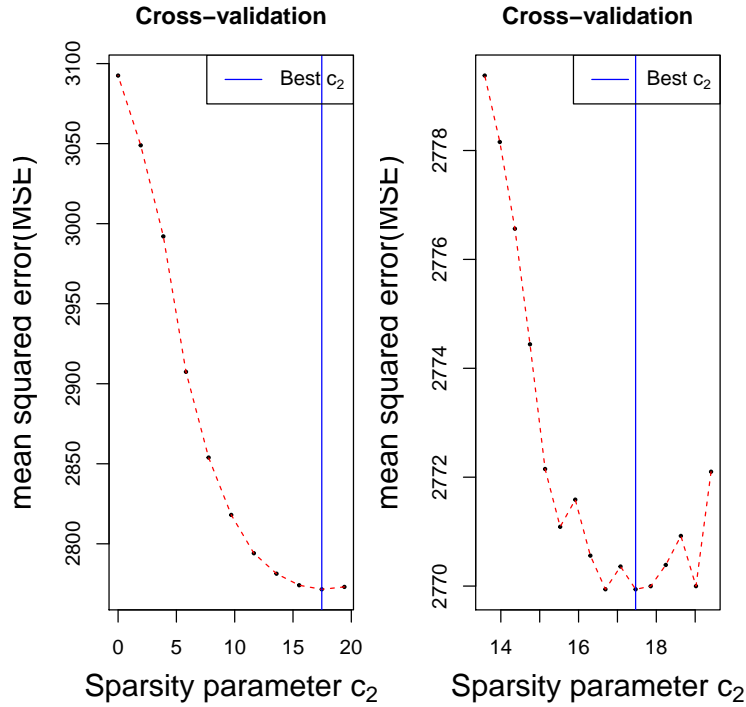 Cross−validation
Best c2
mean squared error(MSE)
3100
3050
3000
2950
2900
2850
2800
0 5 10 15 20
Sparsity parameter c2
Cross−validation
Best c2
mean squared error(MSE)
2778
2776
2774
2772
2770
14 16 18
Sparsity parameter c2